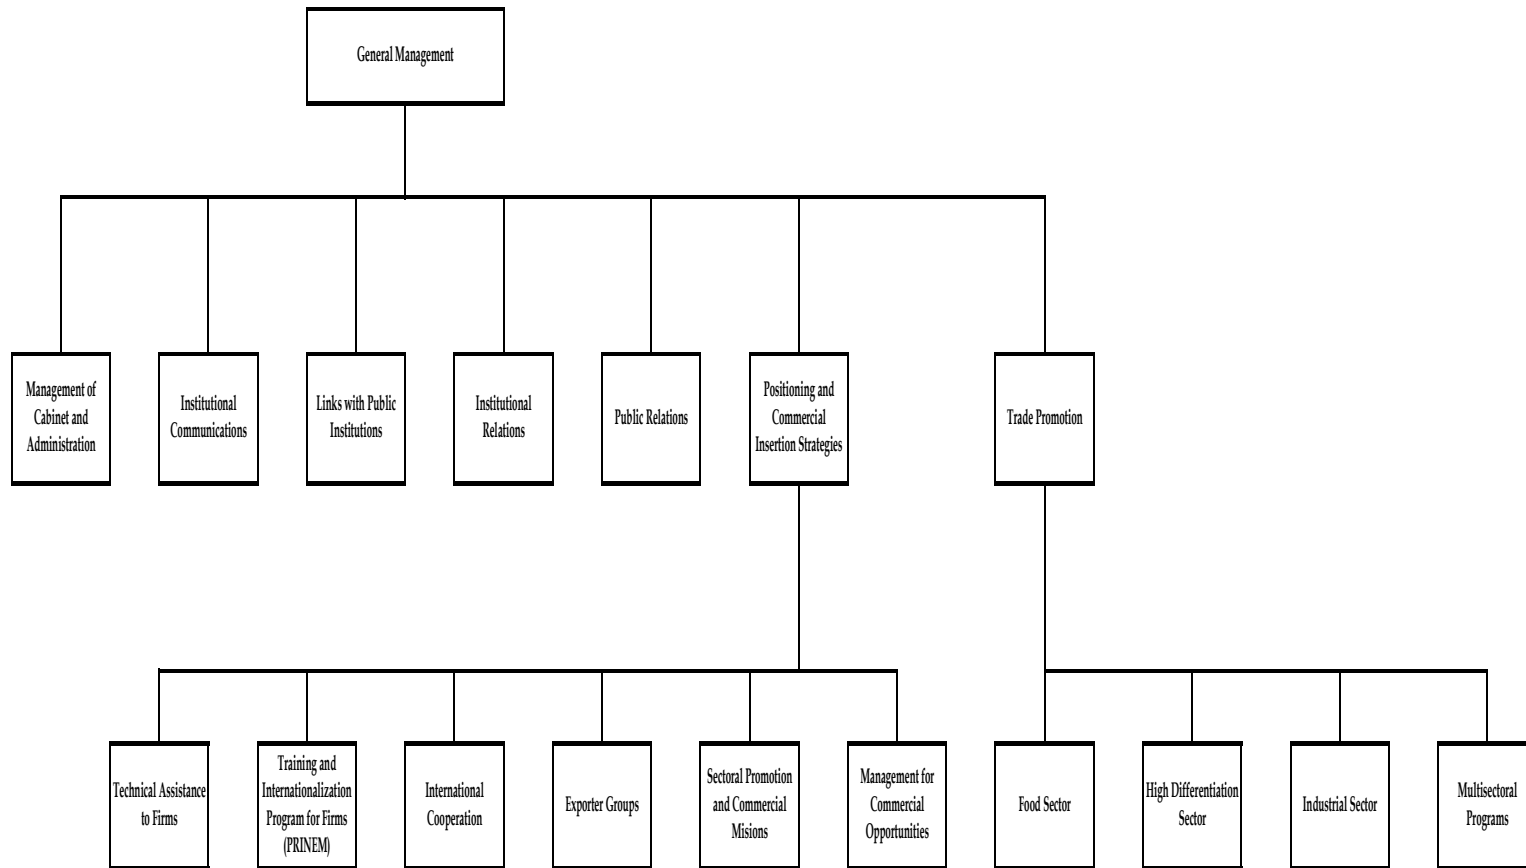 General Management
Management of
Cabinet and
Administration
Institutional
Communications
Links with Public
Institutions
Institutional
Relations
Public Relations
Positioning and
Commercial
Insertion Strategies
Trade Promotion
Technical Assistance
to Firms
Training and
Internationalization
Program for Firms
(PRINEM)
International
Cooperation
Exporter Groups
Sectoral Promotion
and Commercial
Misions
Management for
Commercial
Opportunities
Food Sector
High Differentiation
Sector
Industrial Sector
Multisectoral
Programs